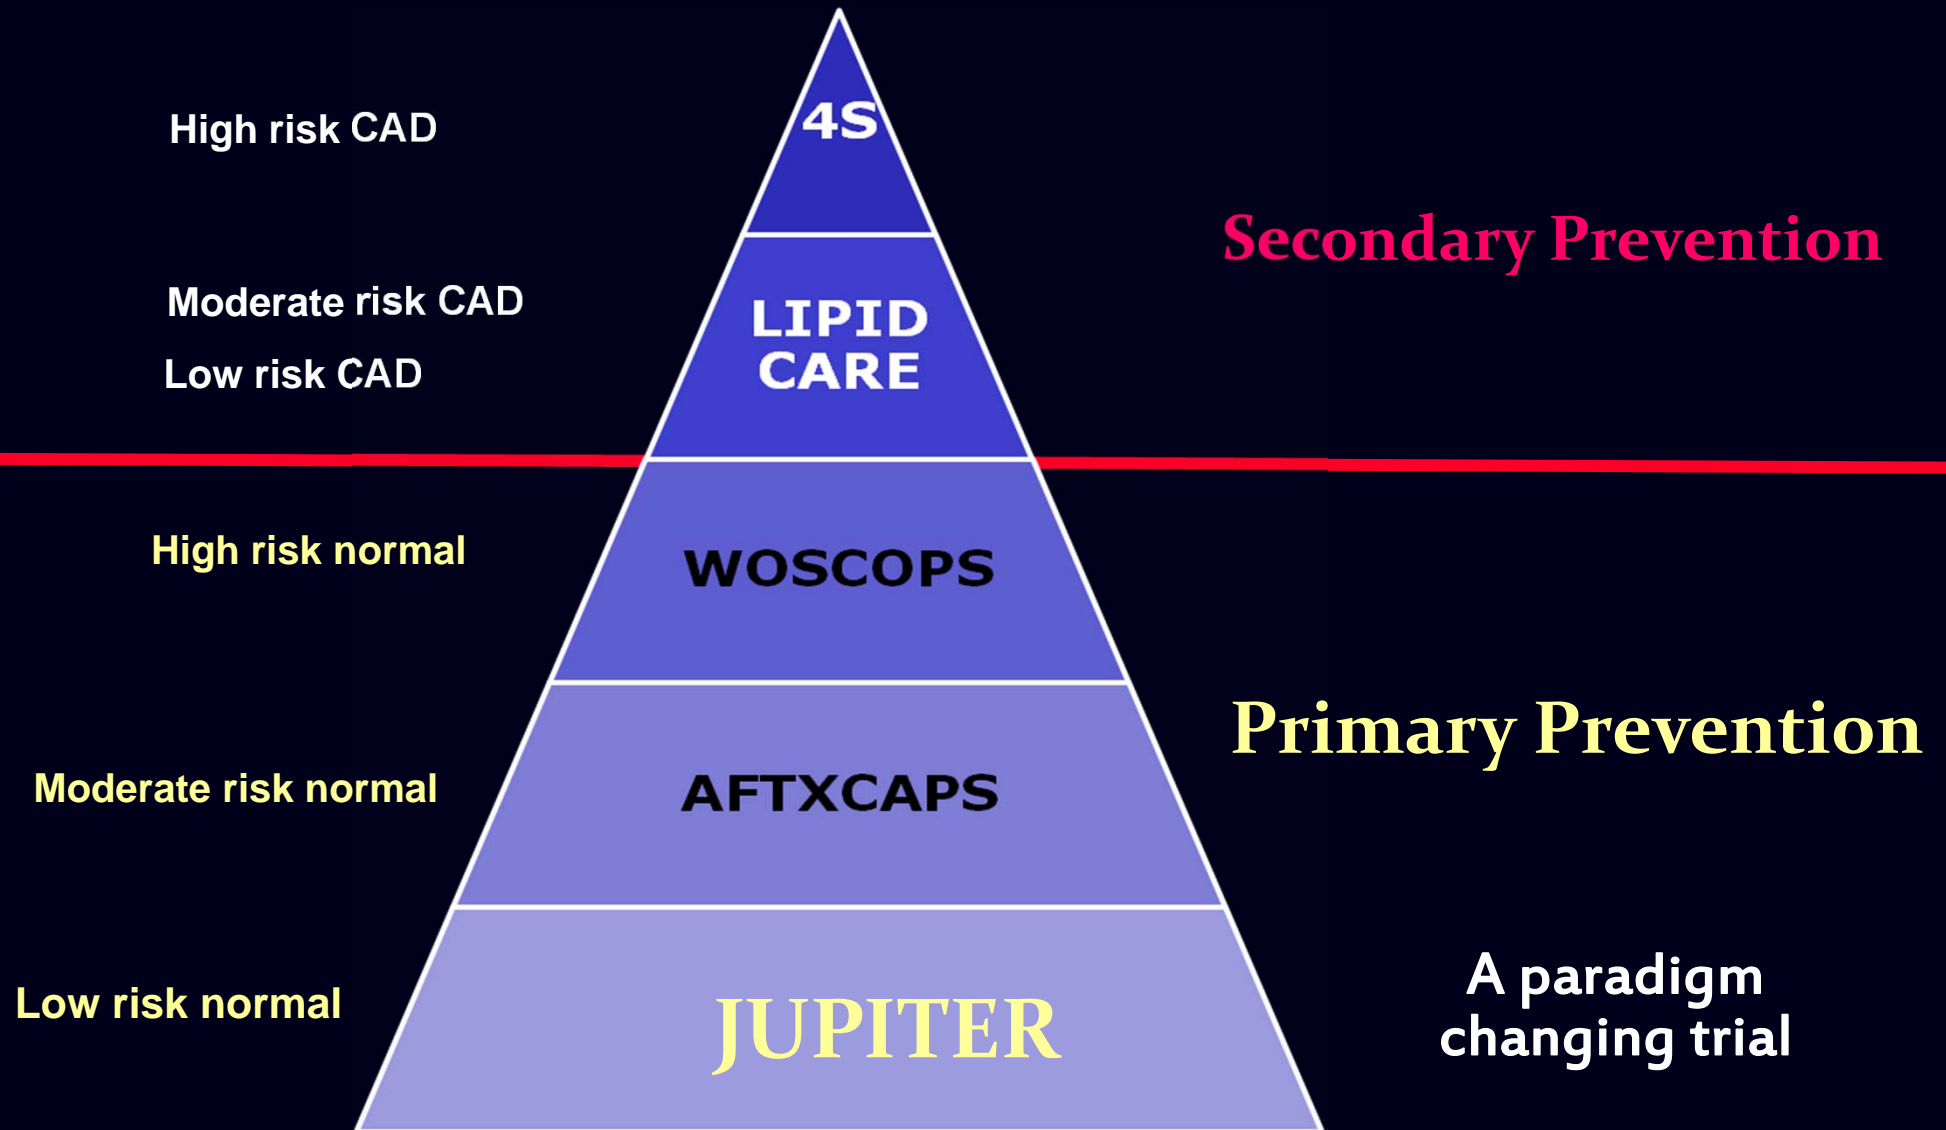 High risk CAD
4S
Secondary Prevention
Moderate risk CAD
LIPID
CARE
Low risk CAD
High risk normal
WOSCOPS
Primary Prevention
Moderate risk normal
AFTXCAPS
Low risk normal
JUPITER
A paradigm
changing trial